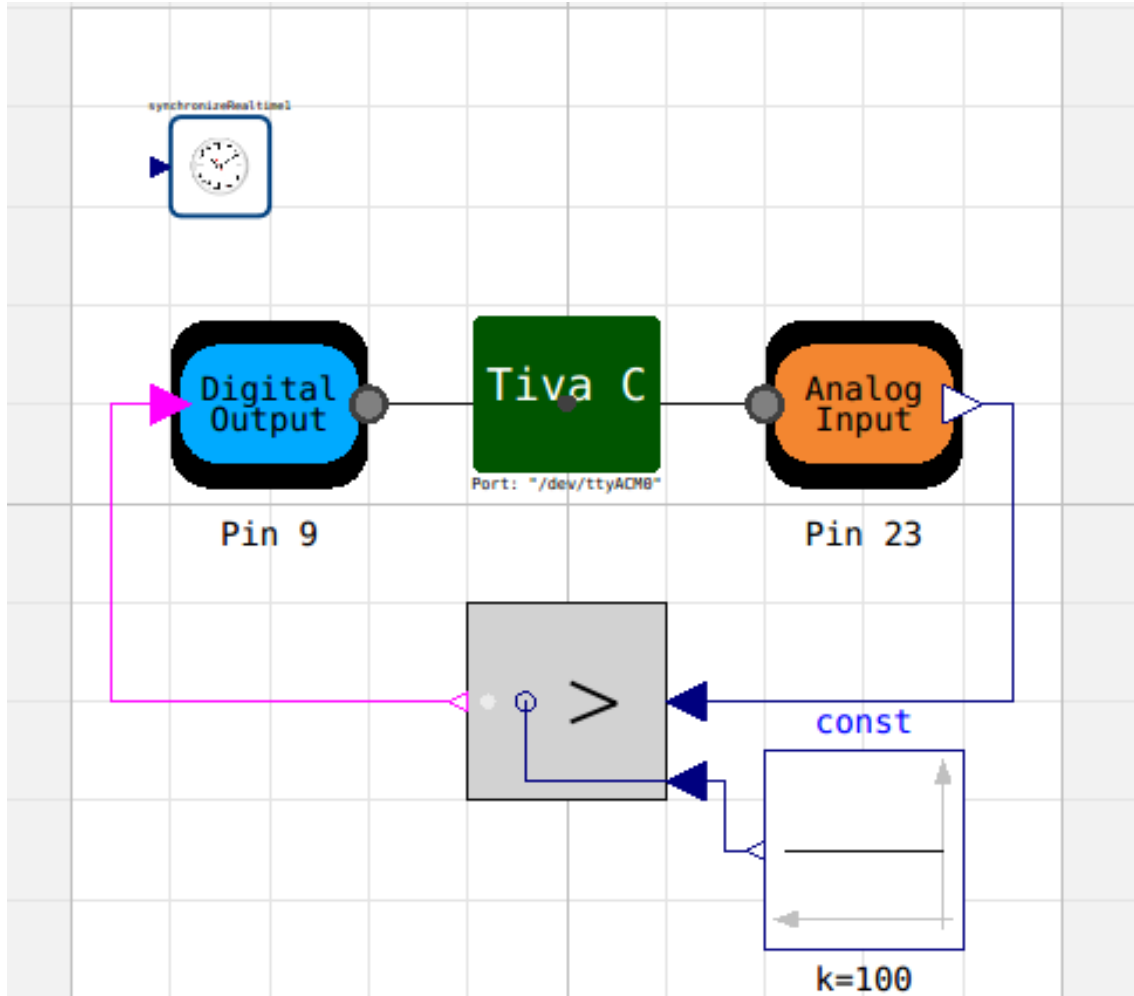 synchronizeRealtime1
Digital
Output
Tiva C
Analog
Input
Port: "/dev/ttyACM0"
Pin 9
Pin 23
>
const
k=100